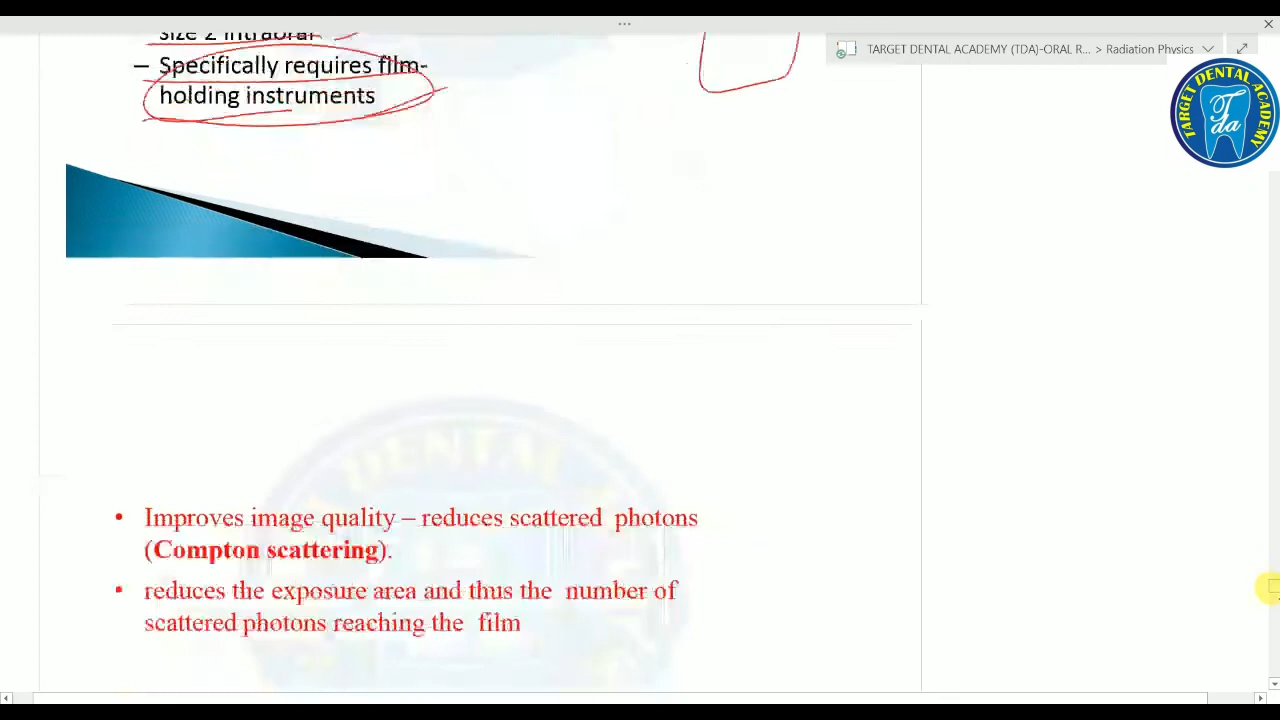 size 2 intraoral
– Specifically requires film-
holding instruments
...
TARGET DENTAL ACADEMY (TDA)-ORAL R... > Radiation Physics
TARGET DENTAL ACADEMY
Tda
DENTAL
• Improves image quality – reduces scattered photons
(Compton scattering).
• reduces the exposure area and thus the number of
scattered photons reaching the film